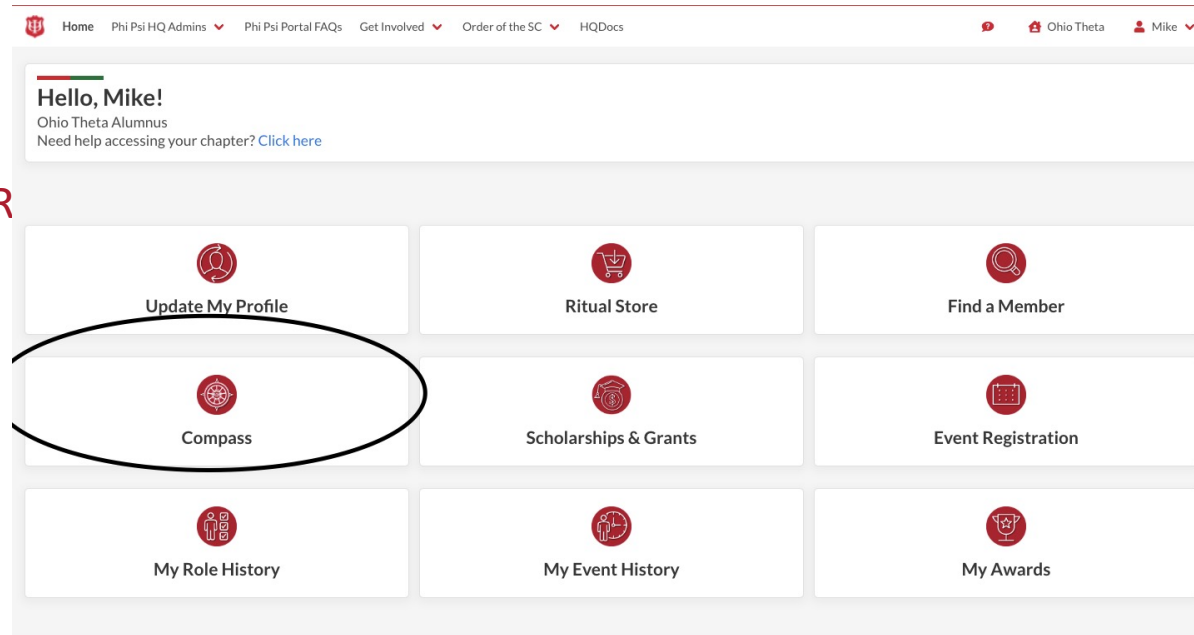 Home Phi Psi HQ Admins Phi Psi Portal FAQs Get Involved Order of the SC HQDocs Ohio Theta Mike
Hello, Mike!
Ohio Theta Alumnus
Need help accessing your chapter? Click here
R
Update My Profile Ritual Store Find a Member
Compass Scholarships & Grants Event Registration
My Role History My Event History My Awards